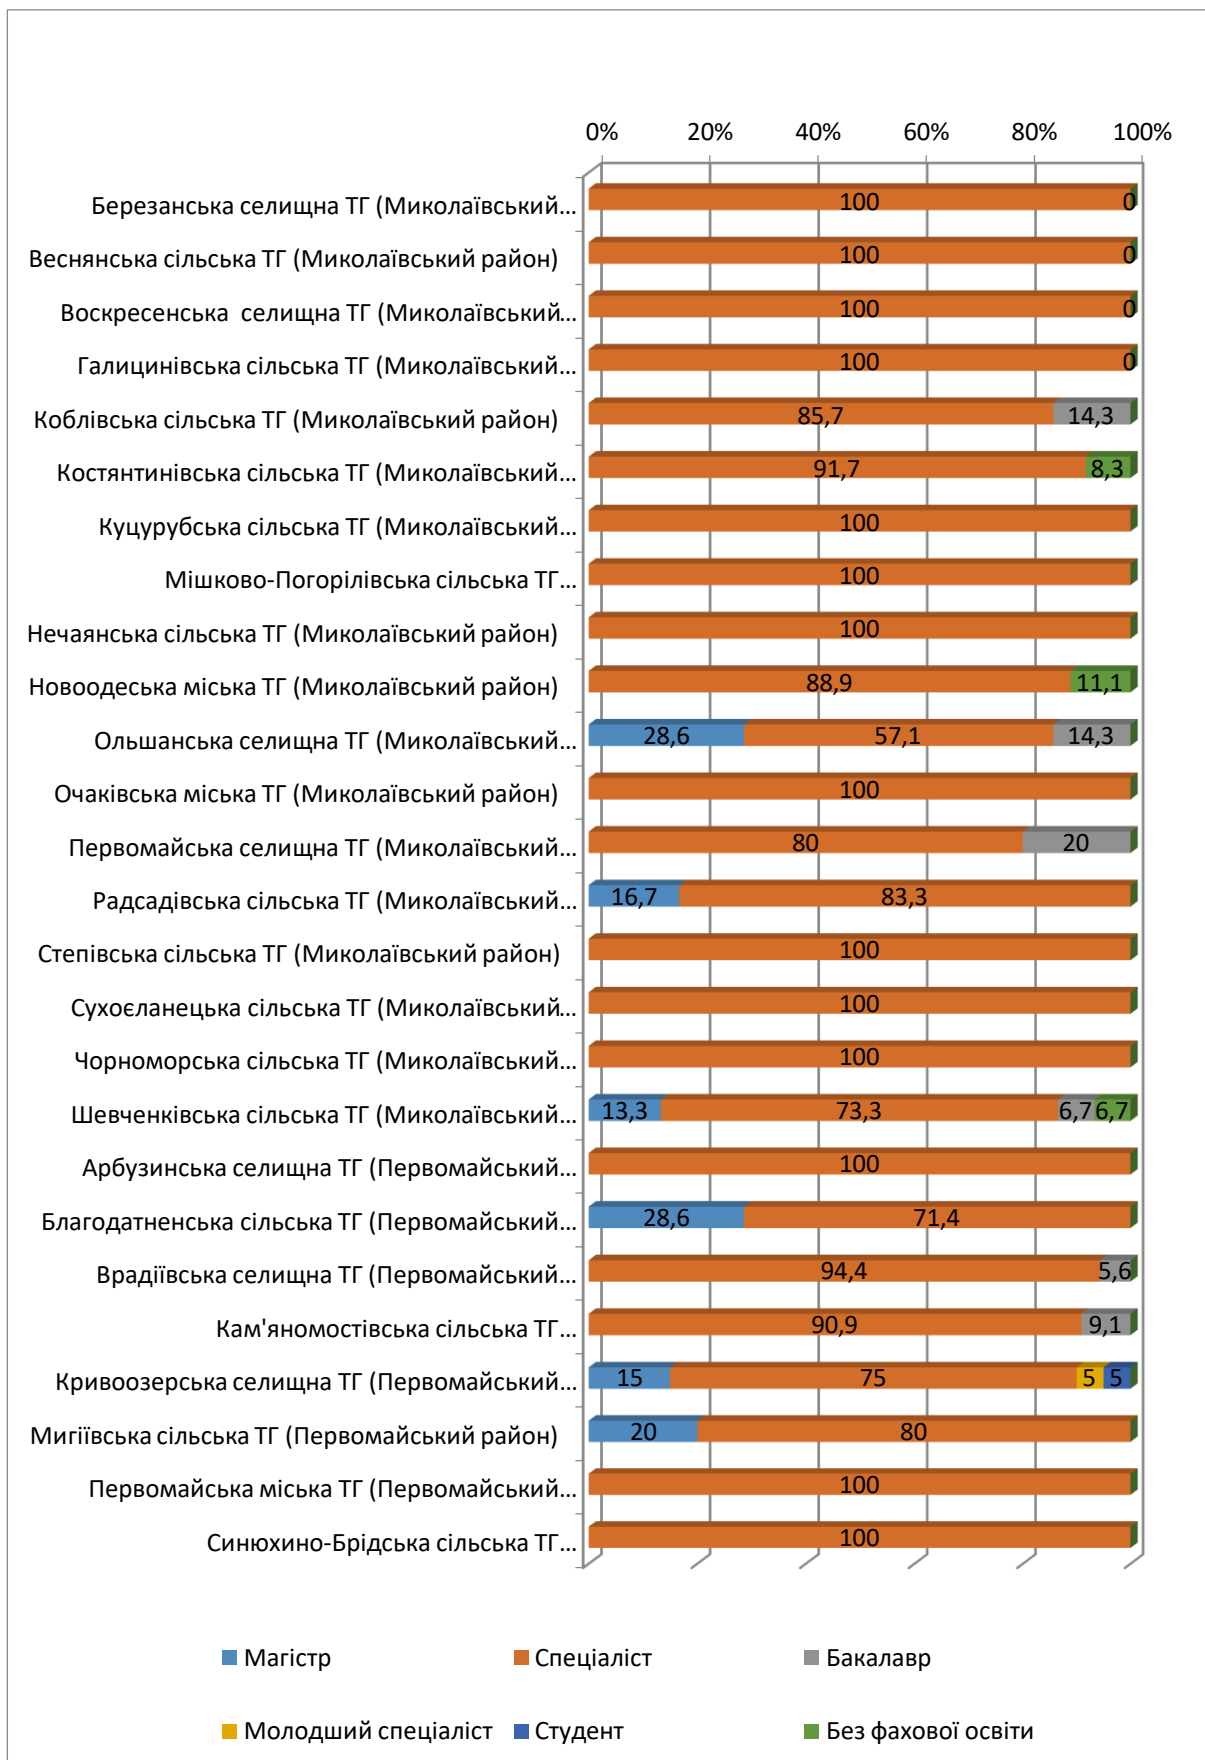 0% 20% 40% 60% 80% 100%
Березанська селищна ТГ (Миколаївський... 100 0
Веснянська сільська ТГ (Миколаївський район) 100 0
Воскресенська селищна ТГ (Миколаївський... 100 0
Галицинівська сільська ТГ (Миколаївський... 100 0
Коблівська сільська ТГ (Миколаївський район) 85,7 14,3
Костянтинівська сільська ТГ (Миколаївський... 91,7 8,3
Куцурубська сільська ТГ (Миколаївський... 100
Мішково-Погорілівська сільська ТГ... 100
Нечаянська сільська ТГ (Миколаївський район) 100
Новоодеська міська ТГ (Миколаївський район) 88,9 11,1
Ольшанська селищна ТГ (Миколаївський... 28,6 57,1 14,3
Очаківська міська ТГ (Миколаївський район) 100
Первомайська селищна ТГ (Миколаївський... 80 20
Радсадівська сільська ТГ (Миколаївський... 16,7 83,3
Степівська сільська ТГ (Миколаївський район) 100
Сухоєланецька сільська ТГ (Миколаївський... 100
Чорноморська сільська ТГ (Миколаївський... 100
Шевченківська сільська ТГ (Миколаївський... 13,3 73,3 6,7 6,7
Арбузинська селищна ТГ (Первомайський... 100
Благодатненська сільська ТГ (Первомайський... 28,6 71,4
Врадіївська селищна ТГ (Первомайський... 94,4 5,6
Кам'яномостівська сільська ТГ... 90,9 9,1
Кривоозерська селищна ТГ (Первомайський... 15 75 5 5
Мигіївська сільська ТГ (Первомайський район) 20 80
Первомайська міська ТГ (Первомайський... 100
Синюхино-Брідська сільська ТГ... 100
Магістр Спеціаліст Бакалавр
Молодший спеціаліст Студент Без фахової освіти